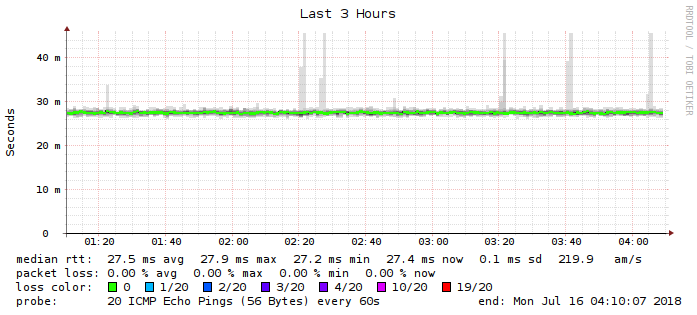 Last 3 Hours
RRDTOOL / TOBI OETIKER
Seconds
40 m
30 m
20 m
10 m
0
01:20 01:40 02:00 02:20 02:40 03:00 03:20 03:40 04:00
median rtt: 27.5 ms avg 27.9 ms max 27.2 ms min 27.4 ms now 0.1 ms sd 219.9 am/s
packet loss: 0.00 % avg 0.00 % max 0.00 % min 0.00 % now
loss color: 0 1/20 2/20 3/20 4/20 10/20 19/20
probe: 20 ICMP Echo Pings (56 Bytes) every 60s end: Mon Jul 16 04:10:07 2018